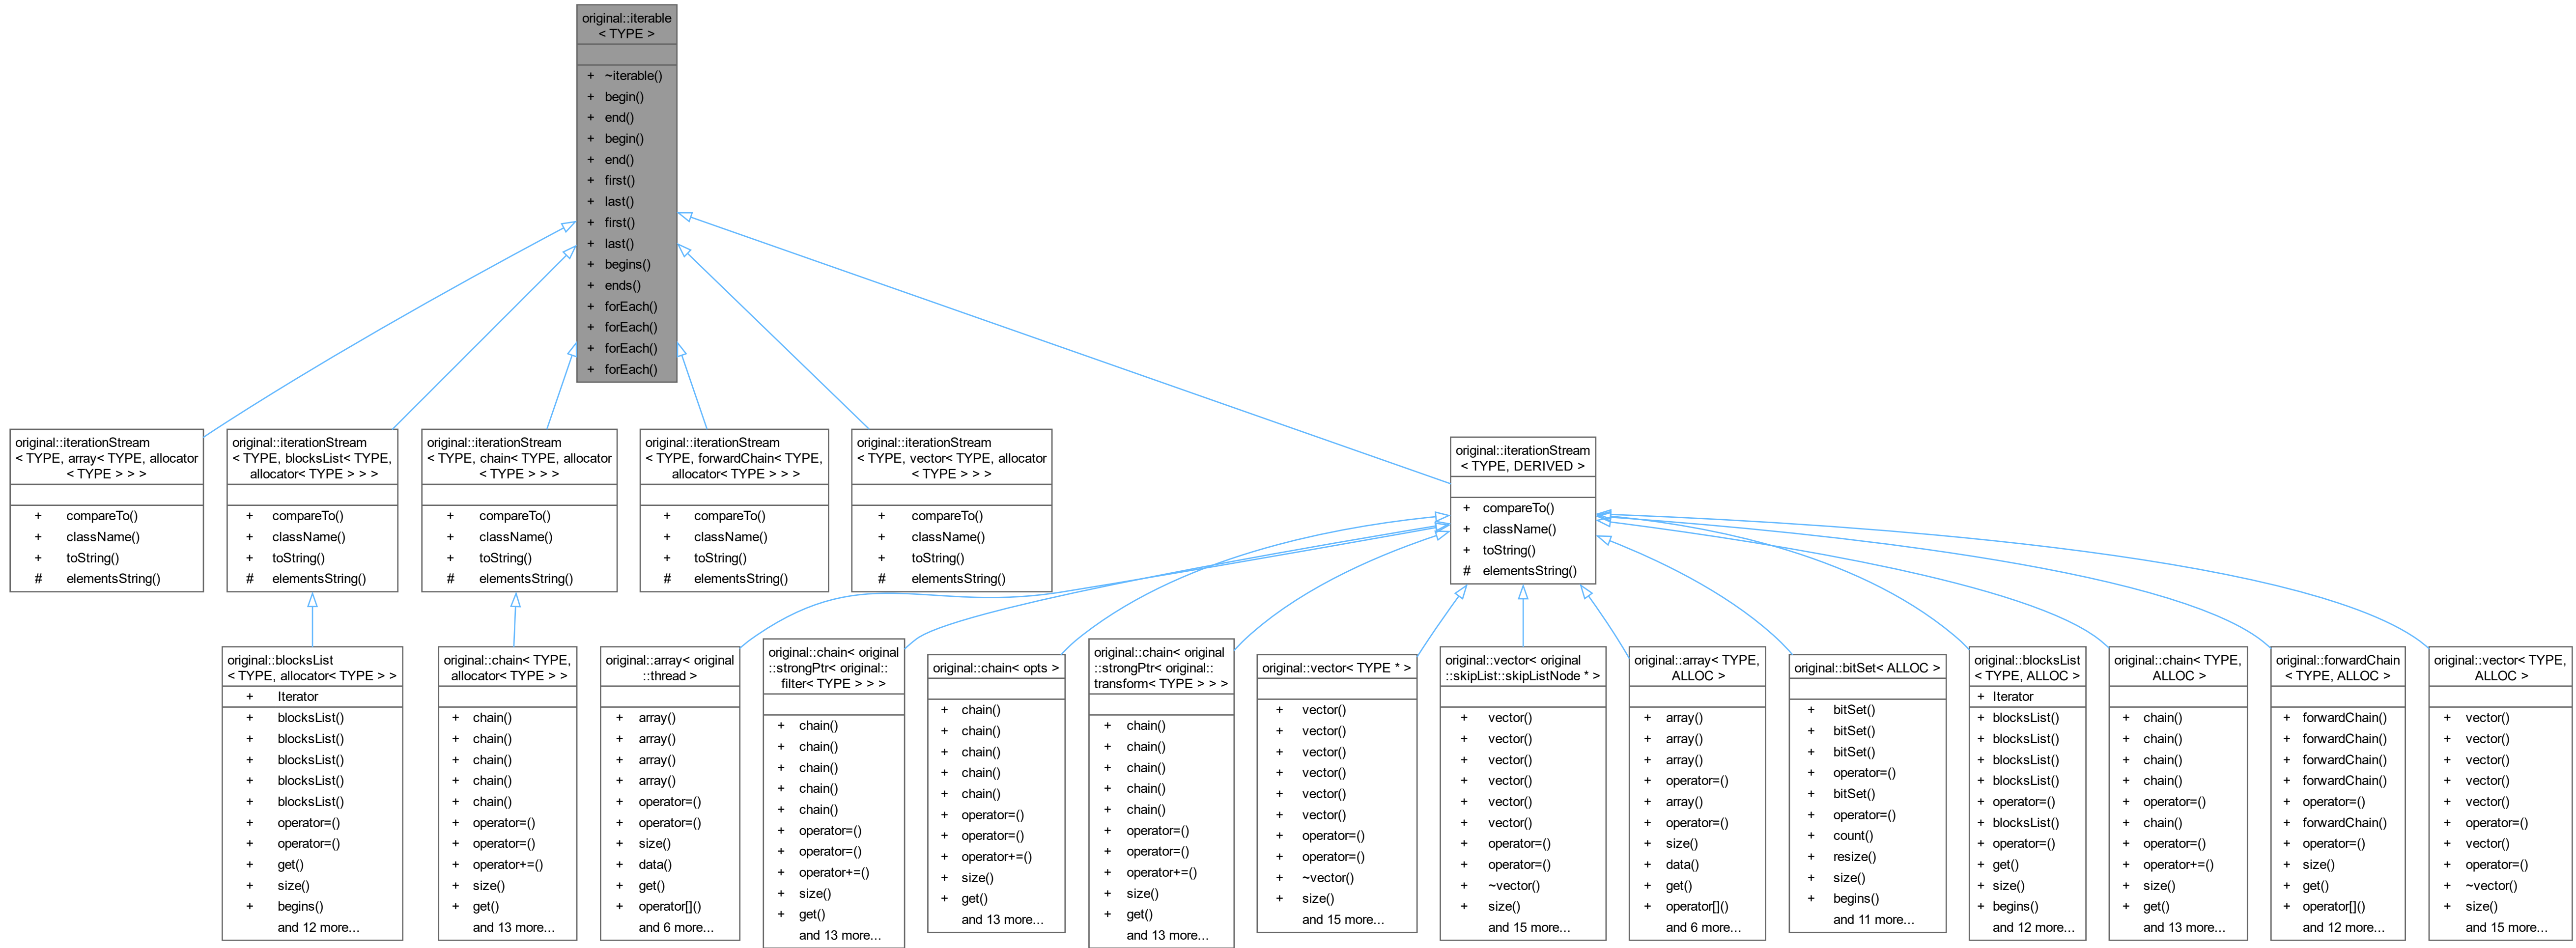 original::iterable
< TYPE >
+ ~iterable()
+ begin()
+ end()
+ begin()
+ end()
+ first()
+ last()
+ first()
+ last()
+ begins()
+ ends()
+ forEach()
+ forEach()
+ forEach()
+ forEach()
original::iterationStream
< TYPE, array< TYPE, allocator
< TYPE > > >
+ compareTo()
+ className()
+ toString()
# elementsString()
original::iterationStream
< TYPE, blocksList< TYPE,
allocator< TYPE > > >
+ compareTo()
+ className()
+ toString()
# elementsString()
original::iterationStream
< TYPE, chain< TYPE, allocator
< TYPE > > >
+ compareTo()
+ className()
+ toString()
# elementsString()
original::iterationStream
< TYPE, forwardChain< TYPE,
allocator< TYPE > > >
+ compareTo()
+ className()
+ toString()
# elementsString()
original::iterationStream
< TYPE, vector< TYPE, allocator
< TYPE > > >
+ compareTo()
+ className()
+ toString()
# elementsString()
original::iterationStream
< TYPE, DERIVED >
+ compareTo()
+ className()
+ toString()
# elementsString()
original::blocksList
< TYPE, allocator< TYPE > >
+ Iterator
+ blocksList()
+ blocksList()
+ blocksList()
+ blocksList()
+ blocksList()
+ operator=()
+ operator=()
+ get()
+ size()
+ begins()
and 12 more...
original::chain< TYPE,
allocator< TYPE > >
+ chain()
+ chain()
+ chain()
+ chain()
+ chain()
+ operator=()
+ operator=()
+ operator+=()
+ size()
+ get()
and 13 more...
original::array< original
::thread >
+ array()
+ array()
+ array()
+ array()
+ operator=()
+ operator=()
+ size()
+ data()
+ get()
+ operator[]()
and 6 more...
original::chain< original
::strongPtr< original::
filter< TYPE > > >
+ chain()
+ chain()
+ chain()
+ chain()
+ chain()
+ operator=()
+ operator=()
+ operator+=()
+ size()
+ get()
and 13 more...
original::chain< opts >
+ chain()
+ chain()
+ chain()
+ chain()
+ chain()
+ operator=()
+ operator=()
+ operator+=()
+ size()
+ get()
and 13 more...
original::chain< original
::strongPtr< original::
transform< TYPE > > >
+ chain()
+ chain()
+ chain()
+ chain()
+ chain()
+ operator=()
+ operator=()
+ operator+=()
+ size()
+ get()
and 13 more...
original::vector< TYPE * >
+ vector()
+ vector()
+ vector()
+ vector()
+ vector()
+ vector()
+ operator=()
+ operator=()
+ ~vector()
+ size()
and 15 more...
original::vector< original
::skipList::skipListNode * >
+ vector()
+ vector()
+ vector()
+ vector()
+ vector()
+ vector()
+ operator=()
+ operator=()
+ ~vector()
+ size()
and 15 more...
original::array< TYPE,
ALLOC >
+ array()
+ array()
+ array()
+ operator=()
+ array()
+ operator=()
+ size()
+ data()
+ get()
+ operator[]()
and 6 more...
original::bitSet< ALLOC >
+ bitSet()
+ bitSet()
+ bitSet()
+ operator=()
+ bitSet()
+ operator=()
+ count()
+ resize()
+ size()
+ begins()
and 11 more...
original::blocksList
< TYPE, ALLOC >
+ Iterator
+ blocksList()
+ blocksList()
+ blocksList()
+ blocksList()
+ operator=()
+ blocksList()
+ operator=()
+ get()
+ size()
+ begins()
and 12 more...
original::chain< TYPE,
ALLOC >
+ chain()
+ chain()
+ chain()
+ chain()
+ operator=()
+ chain()
+ operator=()
+ operator+=()
+ size()
+ get()
and 13 more...
original::forwardChain
< TYPE, ALLOC >
+ forwardChain()
+ forwardChain()
+ forwardChain()
+ forwardChain()
+ operator=()
+ forwardChain()
+ operator=()
+ size()
+ get()
+ operator[]()
and 12 more...
original::vector< TYPE,
ALLOC >
+ vector()
+ vector()
+ vector()
+ vector()
+ vector()
+ operator=()
+ vector()
+ operator=()
+ ~vector()
+ size()
and 15 more...